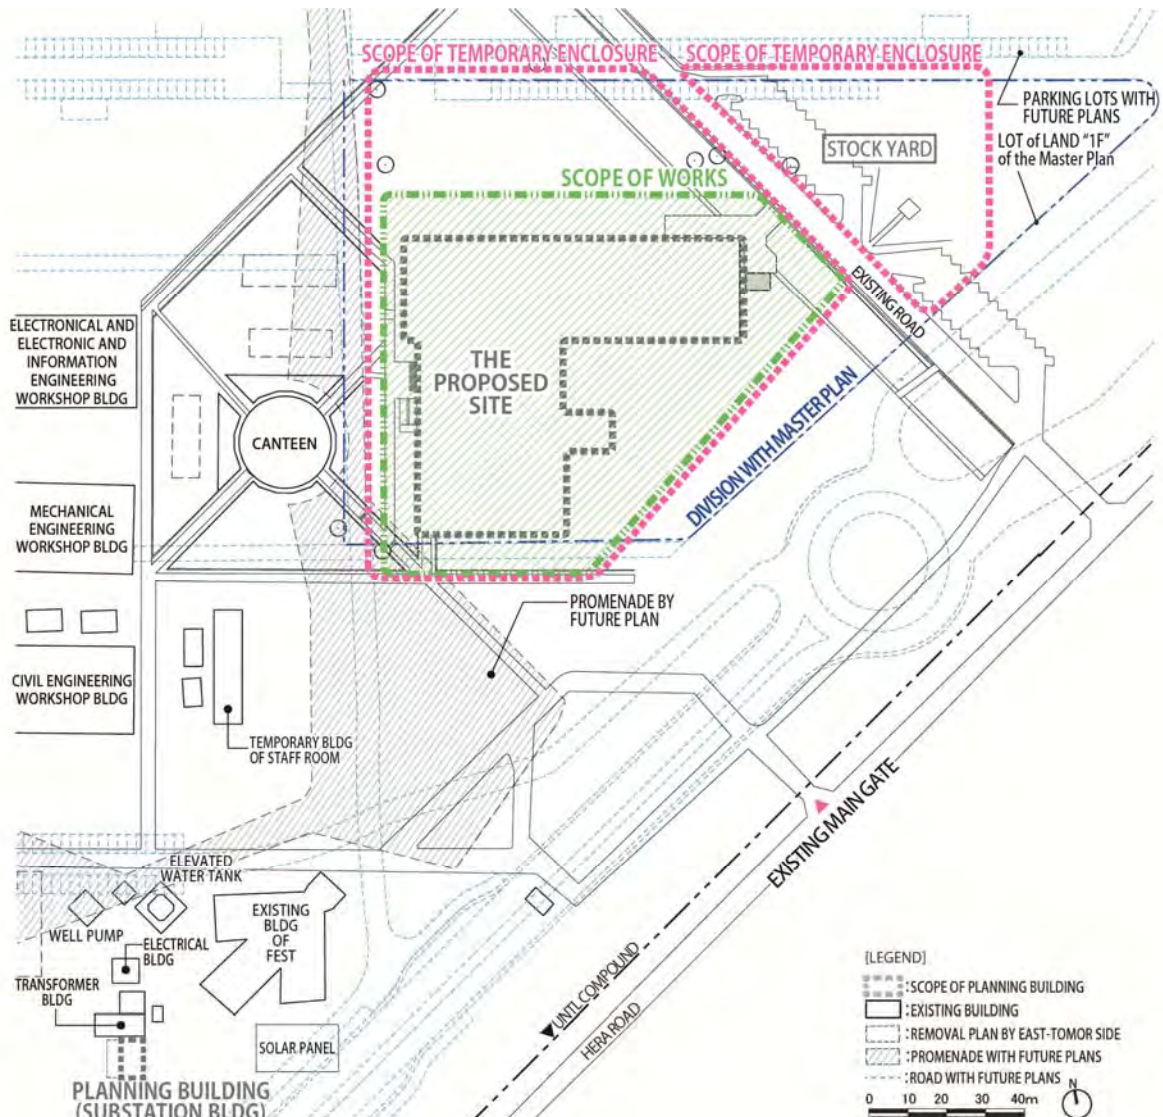 SCOPE OF TEMPORARY ENCLOSURE
SCOPE OF TEMPORARY ENCLOSURE
PARKING LOTS WITH
FUTURE PLANS
LOT of LAND "1F"
of the Master Plan
STOCK YARD
SCOPE OF WORKS
EXISTING ROAD
ELECTRONICAL AND
ELECTRONIC AND
INFORMATION
ENGINEERING
WORKSHOP BLDG
THE
PROPOSED
SITE
CANTEEN
DIVISION WITH MASTER PLAN
MECHANICAL
ENGINEERING
WORKSHOP BLDG
PROMENADE BY
FUTURE PLAN
CIVIL ENGINEERING
WORKSHOP BLDG
TEMPORARY BLDG
OF STAFF ROOM
EXISTING MAIN GATE
ELEVATED
WATER TANK
WELL PUMP
EXISTING
BLDG
OF
FEST
ELECTRICAL
BLDG
TRANSFORMER
BLDG
SOLAR PANEL
UNTL COMPOUND
HERA ROAD
PLANNING BUILDING
(SUBSTATION BLDG)
[LEGEND]
:SCOPE OF PLANNING BUILDING
:EXISTING BUILDING
:REMOVAL PLAN BY EAST-TOMOR SIDE
:PROMENADE WITH FUTURE PLANS
:ROAD WITH FUTURE PLANS
N
0 10 20 30 40m